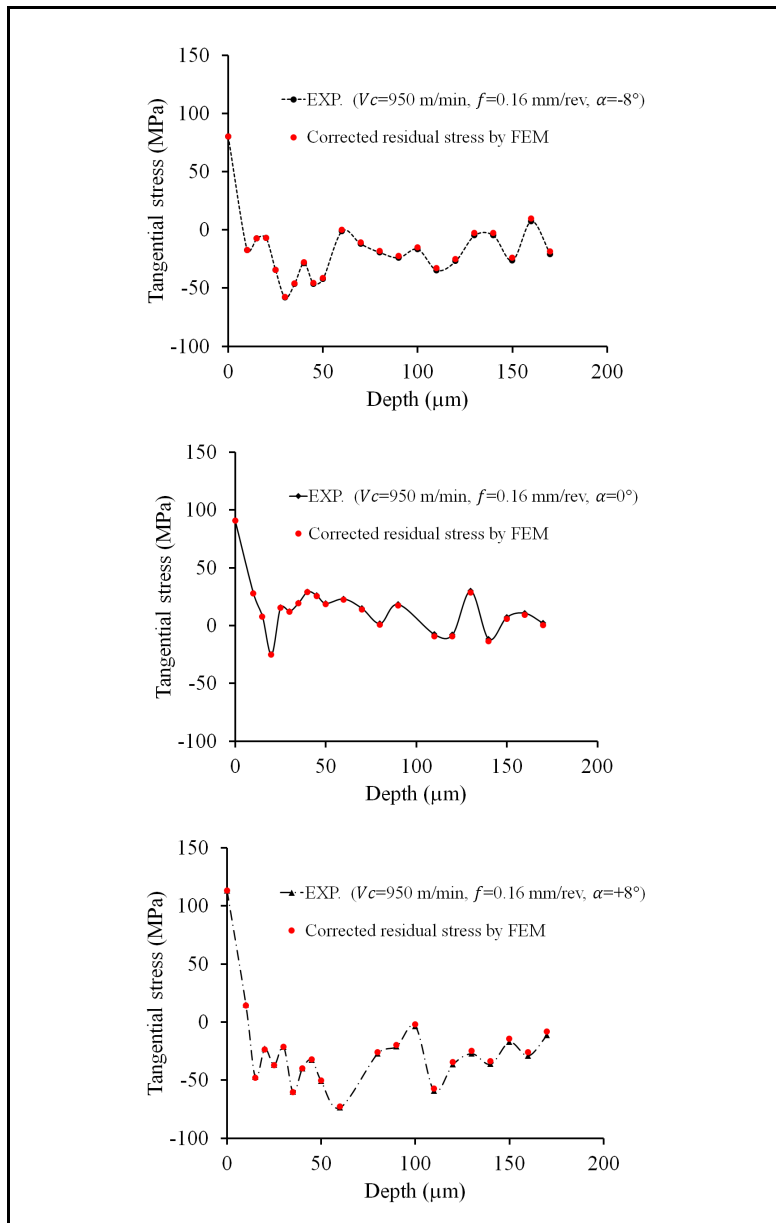 150
EXP. (Vc=950 m/min, f=0.16 mm/rev, α=-8°)
100
Corrected residual stress by FEM
50
0
-50
-100
0 50 100 150 200
Tangential stress (MPa)
Depth (µm)
150
EXP. (Vc=950 m/min, f=0.16 mm/rev, α=0°)
100
Corrected residual stress by FEM
50
0
-50
-100
0 50 100 150 200
Tangential stress (MPa)
Depth (µm)
150
EXP. (Vc=950 m/min, f=0.16 mm/rev, α=+8°)
100
Corrected residual stress by FEM
50
0
-50
-100
0 50 100 150 200
Tangential stress (MPa)
Depth (µm)